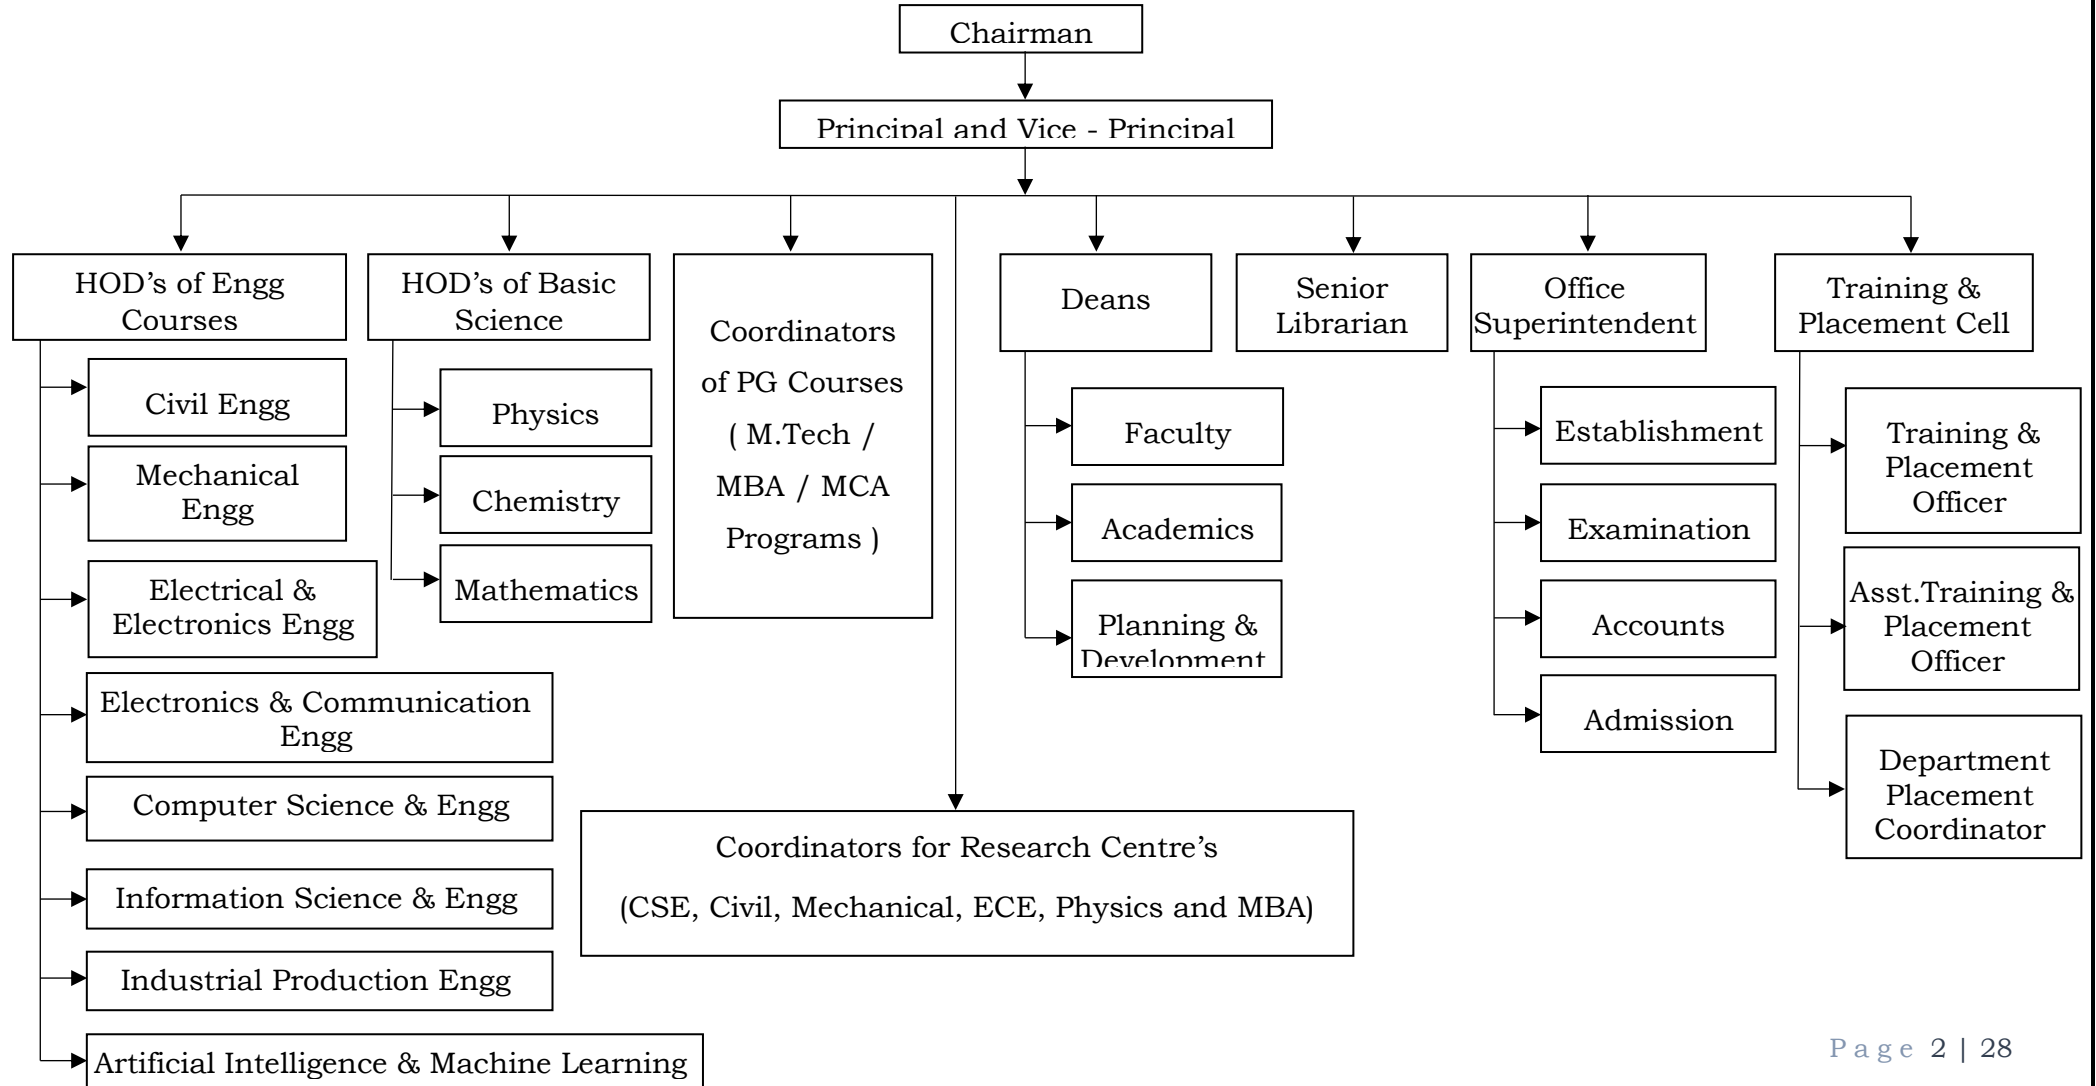 Chairman
Principal and Vice - Principal
HOD’s of Engg
Courses
Civil Engg
Mechanical
Engg
Electrical &
Electronics Engg
Electronics & Communication
Engg
Computer Science & Engg
Information Science & Engg
Industrial Production Engg
Artificial Intelligence & Machine Learning
HOD’s of Basic
Science
Physics
Chemistry
Mathematics
Coordinators
of PG Courses
( M.Tech /
MBA / MCA
Programs )
Coordinators for Research Centre’s
(CSE, Civil, Mechanical, ECE, Physics and MBA)
Deans
Faculty
Academics
Planning &
Development
Senior
Librarian
Office
Superintendent
Establishment
Examination
Accounts
Admission
Training &
Placement Cell
Training &
Placement
Officer
Asst.Training &
Placement
Officer
Department
Placement
Coordinator
Page 2 | 28